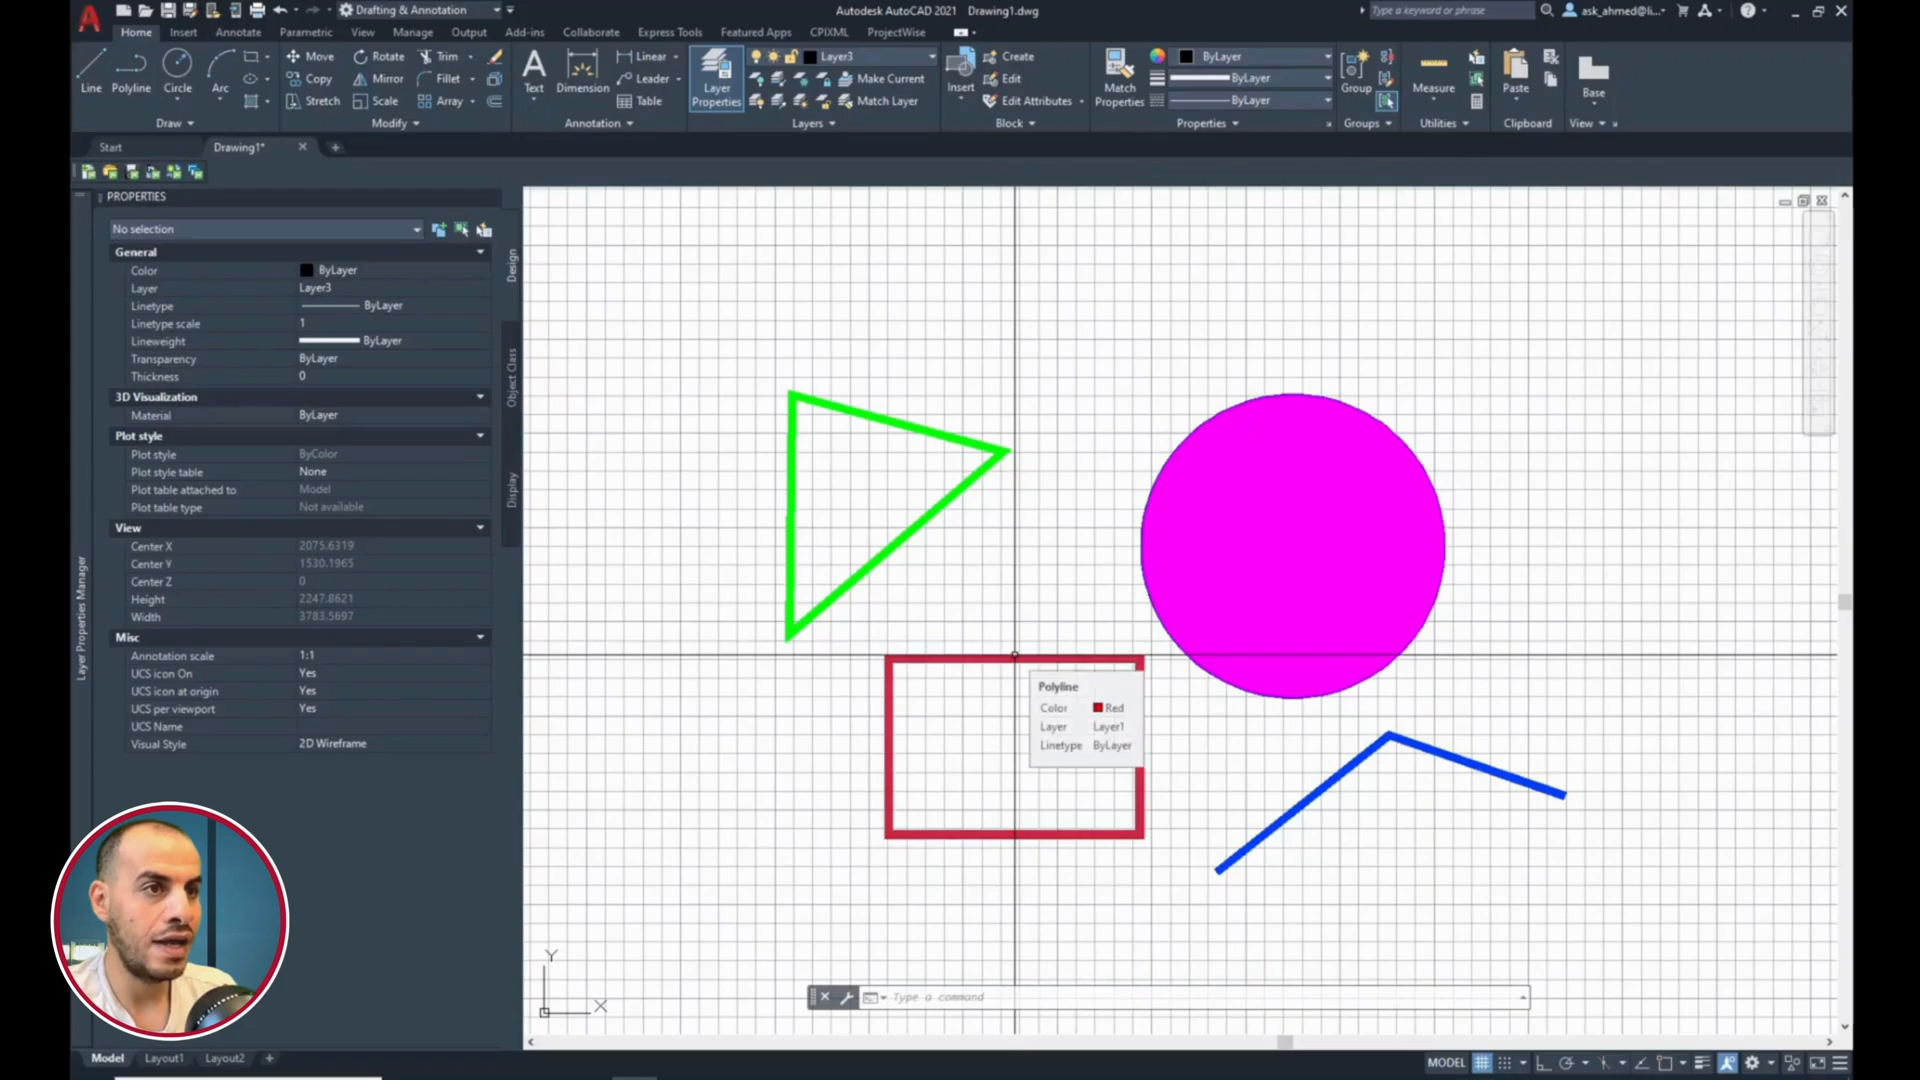 Drafting & Annotation
Autodesk AutoCAD 2021 Drawing1.dwg
Type a keyword or phrase
ask_ahmed@li...
Home Insert Annotate Parametric View Manage Output Add-ins Collaborate Express Tools Featured Apps CPIXML ProjectWise
Line
Polyline
Circle
Arc
Draw
Move
Rotate
Trim
Copy
Mirror
Fillet
Stretch
Scale
Array
Modify
Text
Dimension
Linear
Leader
Table
Annotation
Layer
Properties
Layer3
Make Current
Match Layer
Layers
Insert
Create
Edit
Edit Attributes
Block
Match
Properties
ByLayer
ByLayer
ByLayer
Properties
Group
Groups
Measure
Utilities
Paste
Clipboard
Base
View
Start
Drawing1*
PROPERTIES
No selection
General
Color ByLayer
Layer Layer3
Linetype ByLayer
Linetype scale 1
Lineweight ByLayer
Transparency ByLayer
Thickness 0
3D Visualization
Material ByLayer
Plot style
Plot style ByColor
Plot style table None
Plot table attached to Model
Plot table type Not available
View
Center X 2075.6319
Center Y 1530.1965
Center Z 0
Height 2247.8621
Width 3783.5697
Misc
Annotation scale 1:1
UCS icon On Yes
UCS icon at origin Yes
UCS per viewport Yes
UCS Name
Visual Style 2D Wireframe
Design
Object Class
Display
Layer Properties Manager
Polyline
Color Red
Layer Layer1
Linetype ByLayer
Y
X
Type a command
Model Layout1 Layout2
MODEL